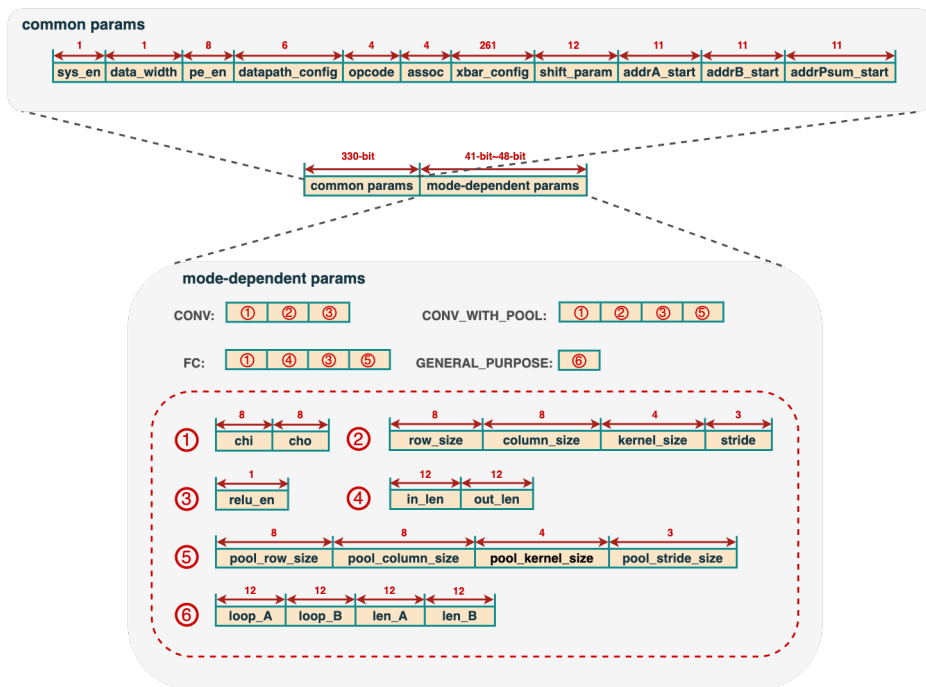 common params
1 1 8 6 4 4 261 12 11 11 11
sys_en data_width pe_en datapath_config opcode assoc xbar_config shift_param addrA_start addrB_start addrPsum_start
330-bit 41-bit~48-bit
common params mode-dependent params
mode-dependent params
CONV: ① ② ③ CONV_WITH_POOL: ① ② ③ ⑤
FC: ① ④ ③ ⑤ GENERAL_PURPOSE: ⑥
8 8 8 8 4 3
① chi cho ② row_size column_size kernel_size stride
1 12 12
③ relu_en ④ in_len out_len
8 8 4 3
⑤ pool_row_size pool_column_size pool_kernel_size pool_stride_size
12 12 12 12
⑥ loop_A loop_B len_A len_B